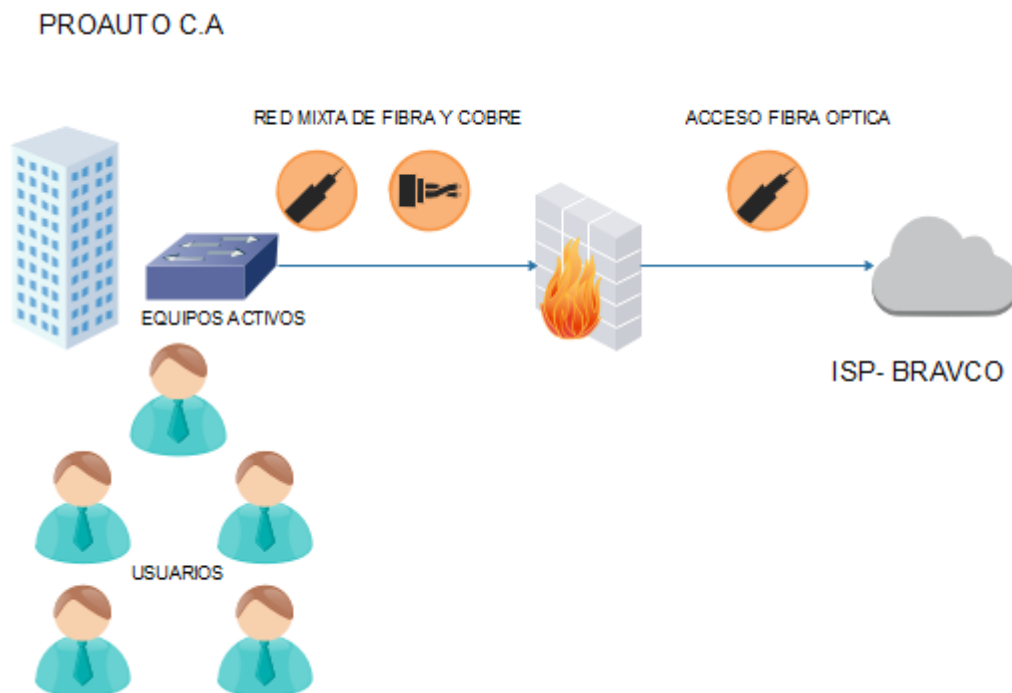 PROAUTO C.A
RED MIXTA DE FIBRA Y COBRE
ACCESO FIBRA OPTICA
EQUIPOS ACTIVOS
ISP- BRAVCO
USUARIOS